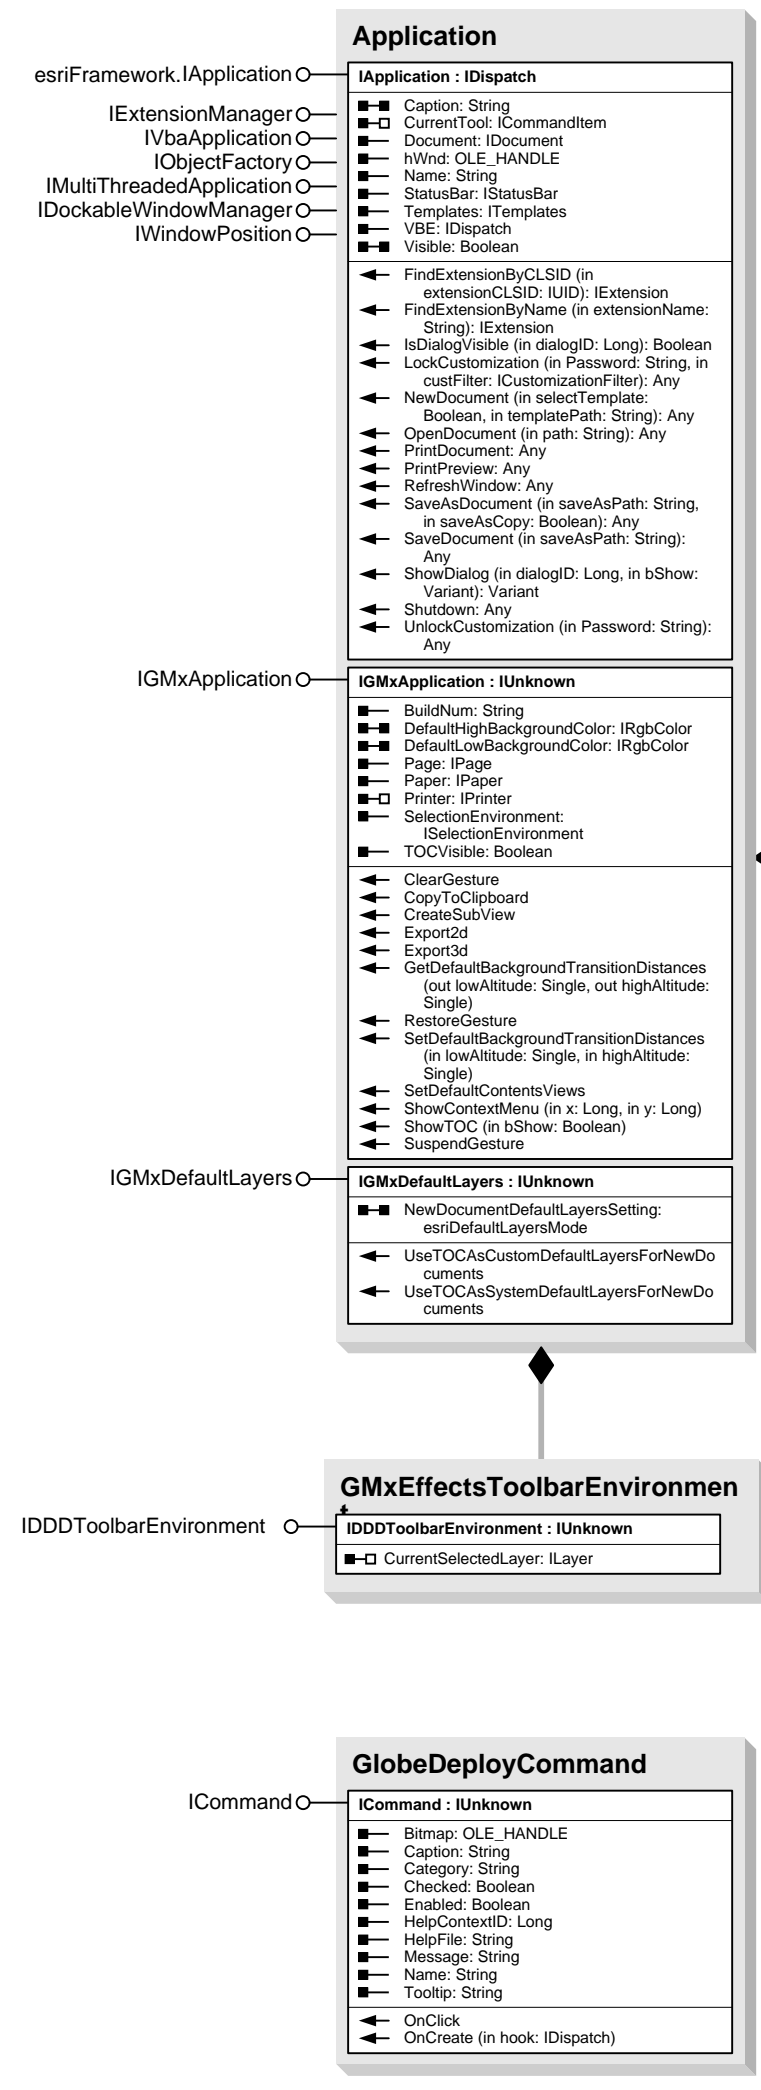 Application
esriFramework.IApplication
IExtensionManager
IVbaApplication
IObjectFactory
IMultiThreadedApplication
IDockableWindowManager
IWindowPosition
IApplication : IDispatch
Caption: String
CurrentTool: ICommandItem
Document: IDocument
hWnd: OLE_HANDLE
Name: String
StatusBar: IStatusBar
Templates: ITemplates
VBE: IDispatch
Visible: Boolean
FindExtensionByCLSID (in
extensionCLSID: IUID): IExtension
FindExtensionByName (in extensionName:
String): IExtension
IsDialogVisible (in dialogID: Long): Boolean
LockCustomization (in Password: String, in
custFilter: ICustomizationFilter): Any
NewDocument (in selectTemplate:
Boolean, in templatePath: String): Any
OpenDocument (in path: String): Any
PrintDocument: Any
PrintPreview: Any
RefreshWindow: Any
SaveAsDocument (in saveAsPath: String,
in saveAsCopy: Boolean): Any
SaveDocument (in saveAsPath: String):
Any
ShowDialog (in dialogID: Long, in bShow:
Variant): Variant
Shutdown: Any
UnlockCustomization (in Password: String):
Any
IGMxApplication
IGMxApplication : IUnknown
BuildNum: String
DefaultHighBackgroundColor: IRgbColor
DefaultLowBackgroundColor: IRgbColor
Page: IPage
Paper: IPaper
Printer: IPrinter
SelectionEnvironment:
ISelectionEnvironment
TOCVisible: Boolean
ClearGesture
CopyToClipboard
CreateSubView
Export2d
Export3d
GetDefaultBackgroundTransitionDistances
(out lowAltitude: Single, out highAltitude:
Single)
RestoreGesture
SetDefaultBackgroundTransitionDistances
(in lowAltitude: Single, in highAltitude:
Single)
SetDefaultContentsViews
ShowContextMenu (in x: Long, in y: Long)
ShowTOC (in bShow: Boolean)
SuspendGesture
IGMxDefaultLayers
IGMxDefaultLayers : IUnknown
NewDocumentDefaultLayersSetting:
esriDefaultLayersMode
UseTOCAsCustomDefaultLayersForNewDo
cuments
UseTOCAsSystemDefaultLayersForNewDo
cuments
GMxEffectsToolbarEnvironmen
t
IDDDToolbarEnvironment
IDDDToolbarEnvironment : IUnknown
CurrentSelectedLayer: ILayer
GlobeDeployCommand
ICommand
ICommand : IUnknown
Bitmap: OLE_HANDLE
Caption: String
Category: String
Checked: Boolean
Enabled: Boolean
HelpContextID: Long
HelpFile: String
Message: String
Name: String
Tooltip: String
OnClick
OnCreate (in hook: IDispatch)